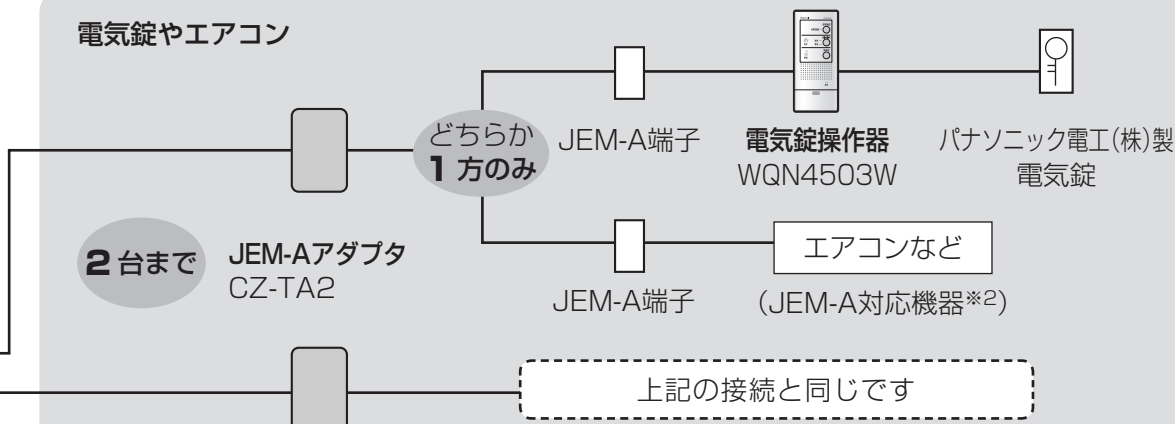 電気錠やエアコン
どちらか
1方のみ
JEM-A端子
電気錠操作器
WQN4503W
パナソニック電工(株)製
電気錠
2台まで
JEM-Aアダプタ
CZ-TA2
エアコンなど
JEM-A端子
(JEM-A対応機器※2)
上記の接続と同じです